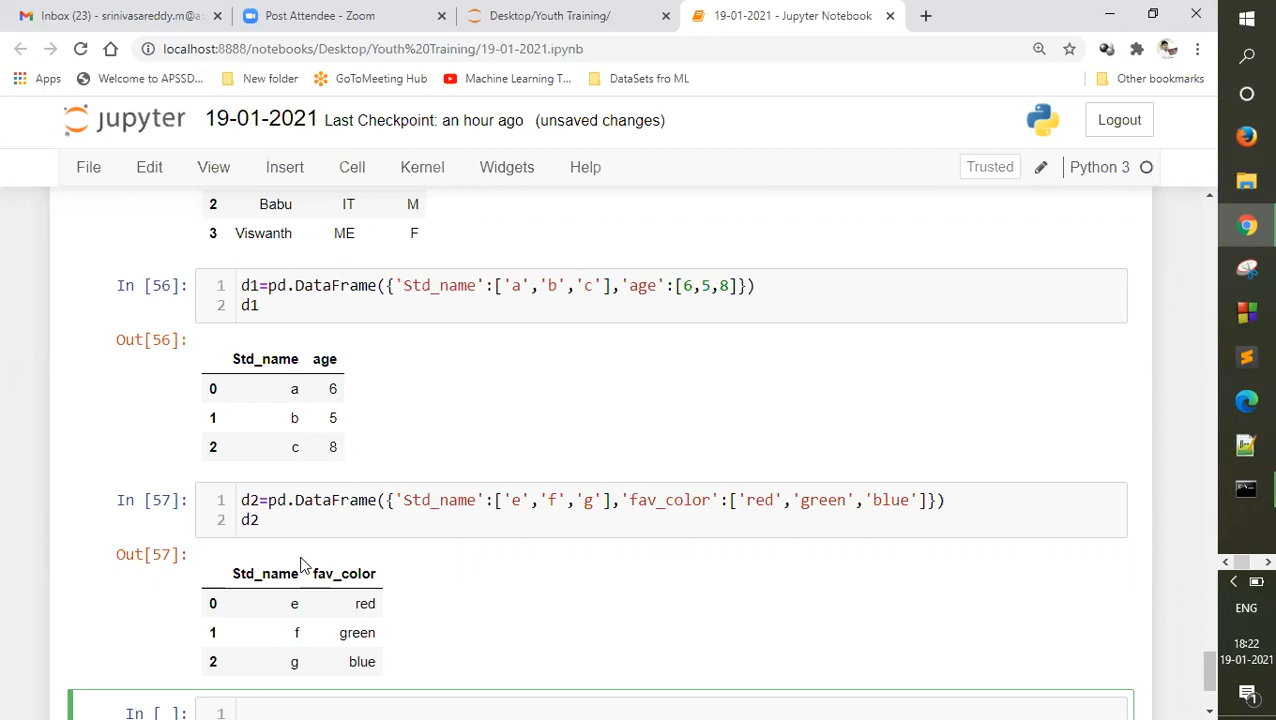 Inbox (23) - srinivasareddy.m@as
Post Attendee - Zoom
Desktop/Youth Training/
19-01-2021 - Jupyter Notebook
localhost:8888/notebooks/Desktop/Youth%20Training/19-01-2021.ipynb
Apps
Welcome to APSSD...
New folder
GoToMeeting Hub
Machine Learning T...
DataSets fro ML
Other bookmarks
jupyter 19-01-2021 Last Checkpoint: an hour ago (unsaved changes)
Logout
File Edit View Insert Cell Kernel Widgets Help
Trusted
Python 3
2 Babu IT M
3 Viswanth ME F
In [56]:
1 d1=pd.DataFrame({'Std_name':['a','b','c'],'age':[6,5,8]})
2 d1
Out[56]:
Std_name age
0 a 6
1 b 5
2 c 8
In [57]:
1 d2=pd.DataFrame({'Std_name':['e','f','g'],'fav_color':['red','green','blue']})
2 d2
Out[57]:
Std_name fav_color
0 e red
1 f green
2 g blue
In [ ]:
1
ENG
18:22
19-01-2021
1